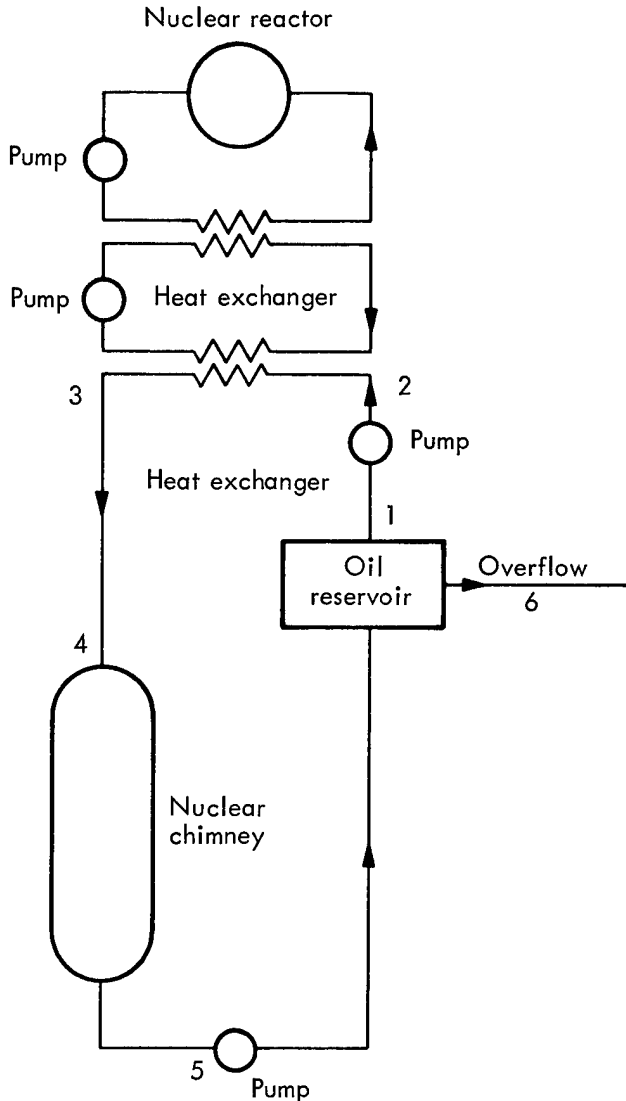 Nuclear reactor
Pump
Pump
Heat exchanger
3
2
Pump
Heat exchanger
1
Oil
reservoir
Overflow
6
4
Nuclear
chimney
5
Pump